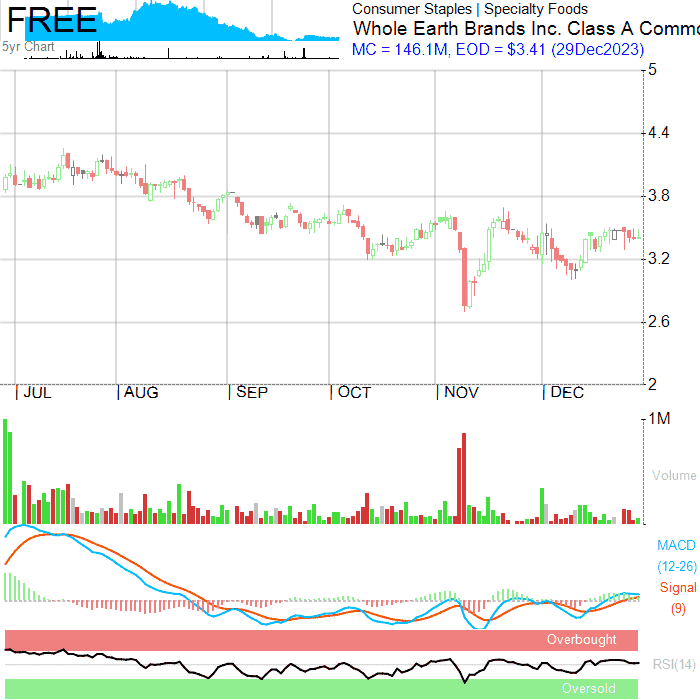 FREE
5yr Chart
Consumer Staples | Specialty Foods
Whole Earth Brands Inc. Class A Commo
MC = 146.1M, EOD = $3.41 (29Dec2023)
5
4.4
3.8
3.2
2.6
2
JUL AUG SEP OCT NOV DEC
1M
Volume
MACD
(12-26)
Signal
(9)
Overbought
RSI(14)
Oversold